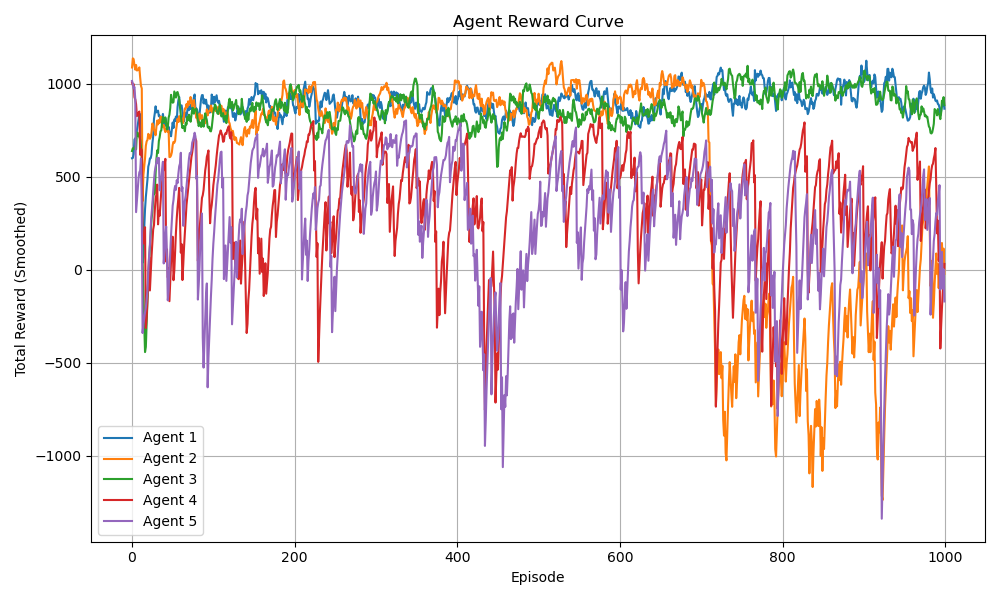 Agent Reward Curve
Total Reward (Smoothed)
1000
500
0
−500
−1000
Agent 1
Agent 2
Agent 3
Agent 4
Agent 5
0 200 400 600 800 1000
Episode